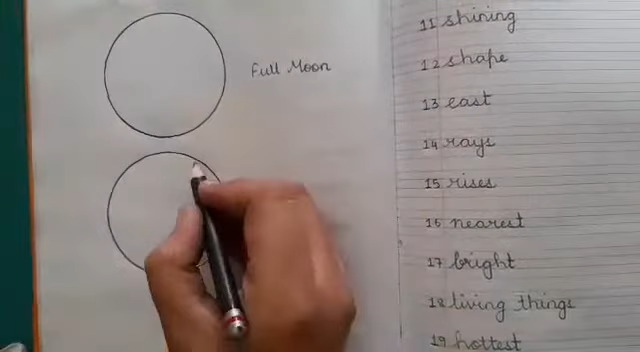 Full Moon
11 shining
12 shape
13 east
14 rays
15 rises
16 nearest
17 bright
18 living things
19 hottest